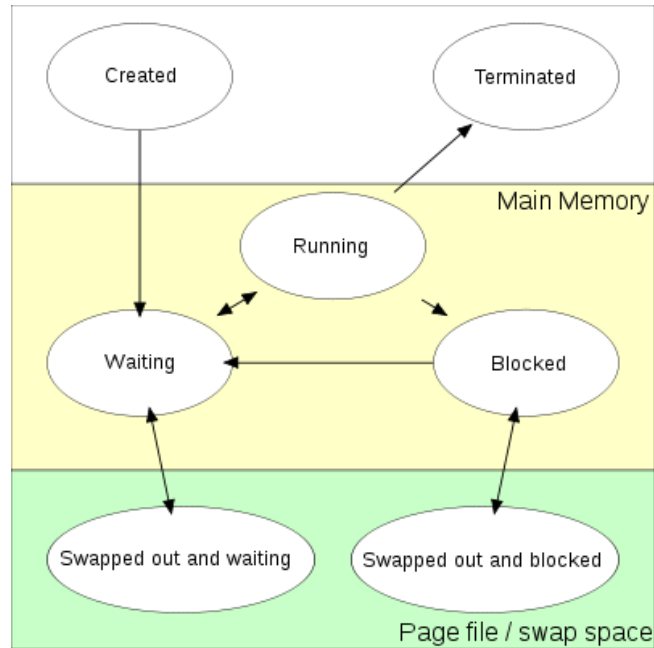 Created
Terminated
Main Memory
Running
Waiting
Blocked
Swapped out and waiting
Swapped out and blocked
Page file / swap space